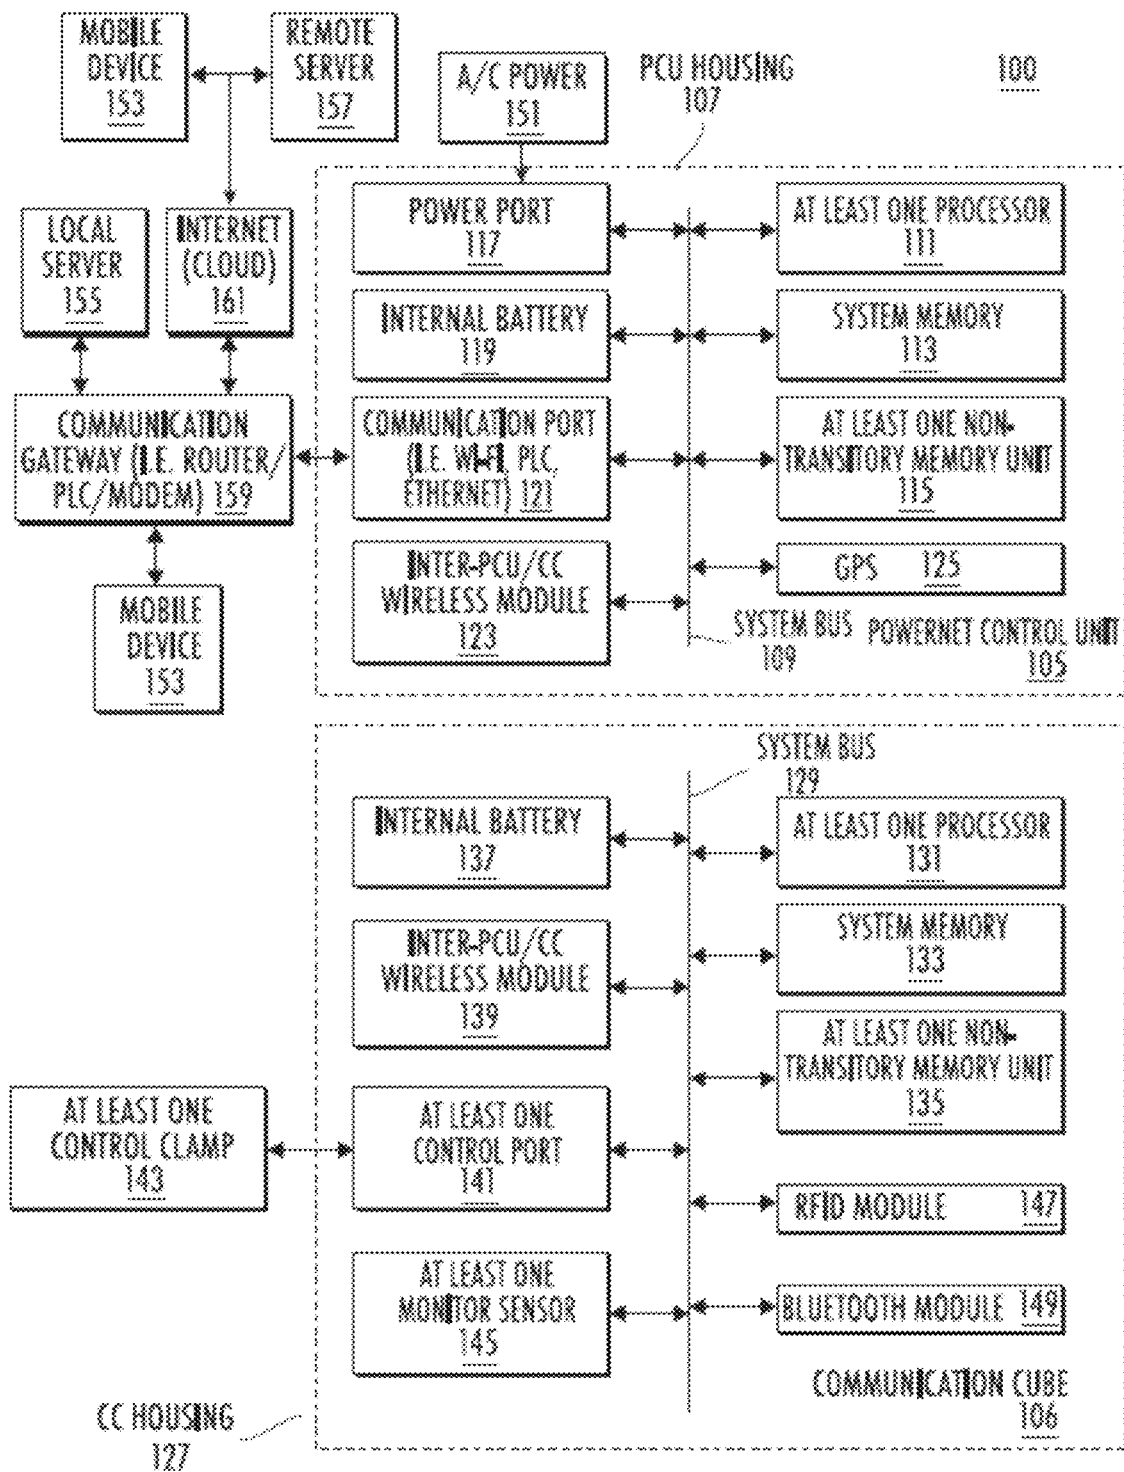 MOBILE
DEVICE
153
REMOTE
SERVER
157
A/C POWER
151
PCU HOUSING
107
100
LOCAL
SERVER
155
INTERNET
(CLOUD)
161
COMMUNICATION
GATEWAY (I.E. ROUTER/
PLC/MODEM) 159
MOBILE
DEVICE
153
POWER PORT
117
INTERNAL BATTERY
119
COMMUNICATION PORT
(I.E. WI-FI, PLC,
ETHERNET) 121
INTER-PCU/CC
WIRELESS MODULE
123
AT LEAST ONE PROCESSOR
111
SYSTEM MEMORY
113
AT LEAST ONE NON-
TRANSITORY MEMORY UNIT
115
GPS 125
SYSTEM BUS
109
POWERNET CONTROL UNIT
105
SYSTEM BUS
129
INTERNAL BATTERY
137
INTER-PCU/CC
WIRELESS MODULE
139
AT LEAST ONE
CONTROL CLAMP
143
AT LEAST ONE
CONTROL PORT
141
AT LEAST ONE
MONITOR SENSOR
145
AT LEAST ONE PROCESSOR
131
SYSTEM MEMORY
133
AT LEAST ONE NON-
TRANSITORY MEMORY UNIT
135
RFID MODULE 147
BLUETOOTH MODULE 149
COMMUNICATION CUBE
106
CC HOUSING
127